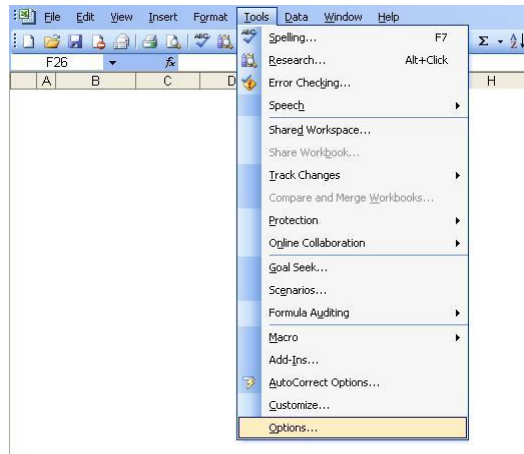 File Edit View Insert Format Tools Data Window Help
F26 fx
A B C D H
Spelling... F7
Research... Alt+Click
Error Checking...
Speech
Shared Workspace...
Share Workbook...
Track Changes
Compare and Merge Workbooks...
Protection
Online Collaboration
Goal Seek...
Scenarios...
Formula Auditing
Macro
Add-Ins...
AutoCorrect Options...
Customize...
Options...